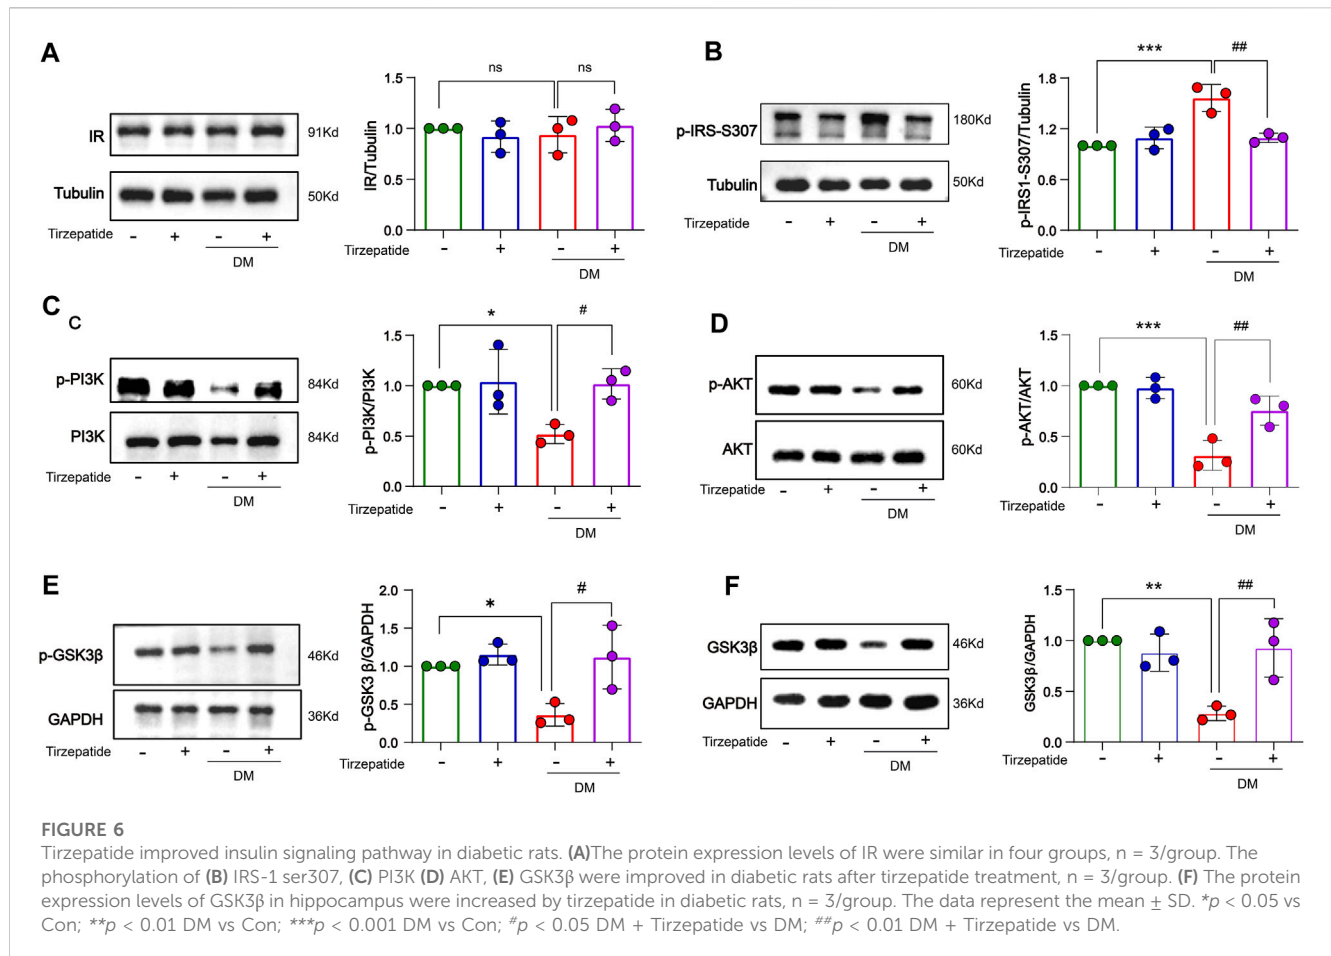 A
IR
91Kd
Tubulin
50Kd
Tirzepatide - + - +
DM
ns ns
IR/Tubulin
1.5
1.0
0.5
0.0
Tirzepatide - + - +
DM
B
p-IRS-S307
180Kd
Tubulin
50Kd
Tirzepatide - + - +
DM
*** ##
p-IRS1-S307/Tubulin
1.8
1.2
0.6
0.0
Tirzepatide - + - +
DM
C
C
p-PI3K
84Kd
PI3K
84Kd
Tirzepatide - + - +
DM
* #
p-PI3K/PI3K
1.5
1.0
0.5
0.0
Tirzepatide - + - +
DM
D
p-AKT
60Kd
AKT
60Kd
Tirzepatide - + - +
DM
*** ##
p-AKT/AKT
1.5
1.0
0.5
0.0
Tirzepatide - + - +
DM
E
p-GSK3β
46Kd
GAPDH
36Kd
Tirzepatide - + - +
DM
* #
p-GSK3 β/GAPDH
2.0
1.5
1.0
0.5
0.0
Tirzepatide - + - +
DM
F
GSK3β
46Kd
GAPDH
36Kd
Tirzepatide - + - +
DM
** ##
GSK3β/GAPDH
1.5
1.0
0.5
0.0
Tirzepatide - + - +
DM
FIGURE 6
Tirzepatide improved insulin signaling pathway in diabetic rats. (A)The protein expression levels of IR were similar in four groups, n = 3/group. The
phosphorylation of (B) IRS-1 ser307, (C) PI3K (D) AKT, (E) GSK3β were improved in diabetic rats after tirzepatide treatment, n = 3/group. (F) The protein
expression levels of GSK3β in hippocampus were increased by tirzepatide in diabetic rats, n = 3/group. The data represent the mean ± SD. *p < 0.05 vs
Con; **p < 0.01 DM vs Con; ***p < 0.001 DM vs Con; #p < 0.05 DM + Tirzepatide vs DM; ##p < 0.01 DM + Tirzepatide vs DM.